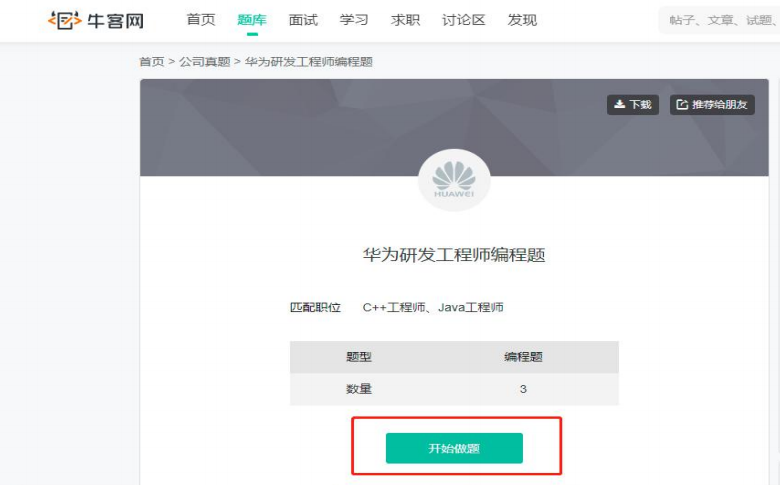 牛客网 首页 题库 面试 学习 求职 讨论区 发现 帖子、文章、试题、
首页 > 公司真题 > 华为研发工程师编程题
下载 推荐给朋友
HUAWEI
华为研发工程师编程题
匹配职位 C++工程师、Java工程师
题型 编程题
数量 3
开始做题